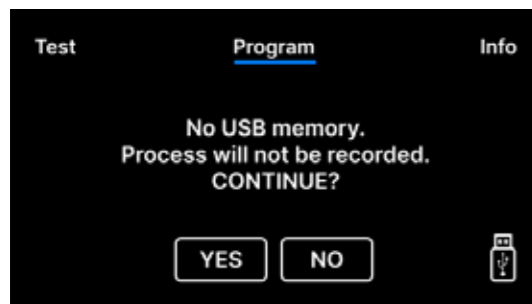 Test Program Info
No USB memory.
Process will not be recorded.
CONTINUE?
YES NO